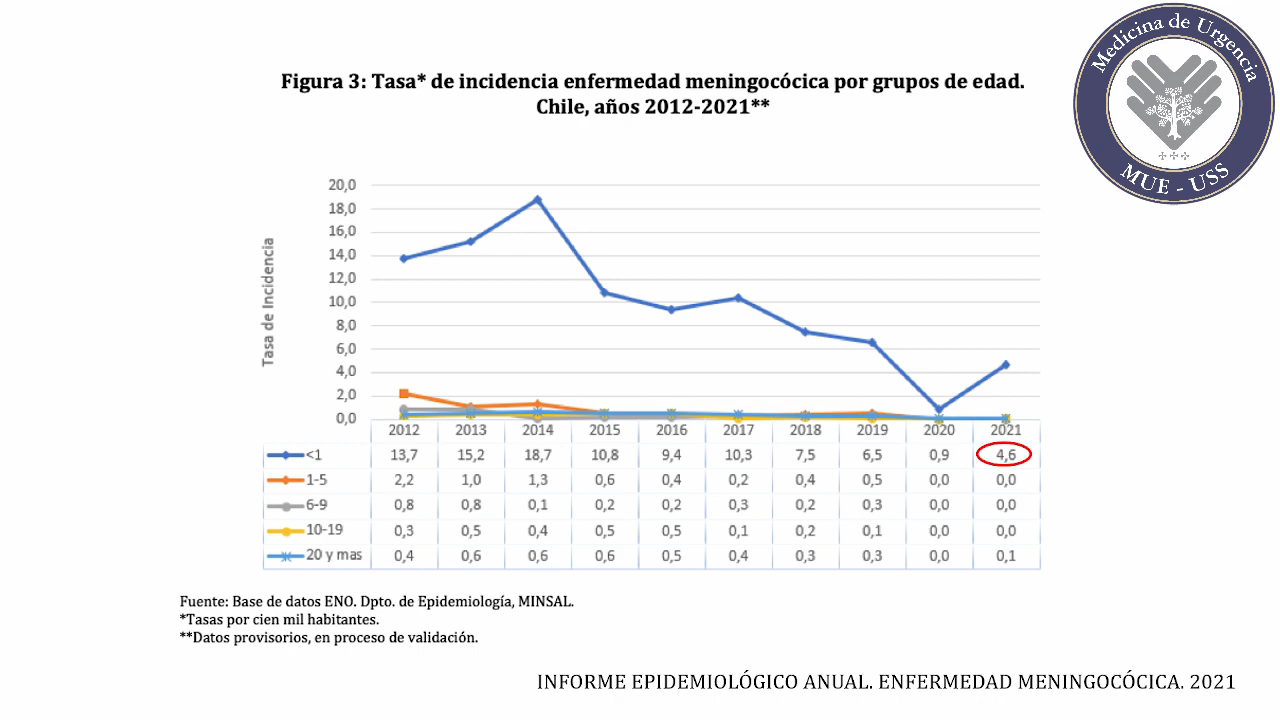 Medicina de Urgencia
MUE - USS
Figura 3: Tasa* de incidencia enfermedad meningocócica por grupos de edad.
Chile, años 2012-2021**
Tasa de Incidencia
20,0
18,0
16,0
14,0
12,0
10,0
8,0
6,0
4,0
2,0
0,0
2012 2013 2014 2015 2016 2017 2018 2019 2020 2021
<1 13,7 15,2 18,7 10,8 9,4 10,3 7,5 6,5 0,9 4,6
1-5 2,2 1,0 1,3 0,6 0,4 0,2 0,4 0,5 0,0 0,0
6-9 0,8 0,8 0,1 0,2 0,2 0,3 0,2 0,3 0,0 0,0
10-19 0,3 0,5 0,4 0,5 0,5 0,1 0,2 0,1 0,0 0,0
20 y mas 0,4 0,6 0,6 0,6 0,5 0,4 0,3 0,3 0,0 0,1
Fuente: Base de datos ENO. Dpto. de Epidemiología, MINSAL.
*Tasas por cien mil habitantes.
**Datos provisorios, en proceso de validación.
INFORME EPIDEMIOLÓGICO ANUAL. ENFERMEDAD MENINGOCÓCICA. 2021